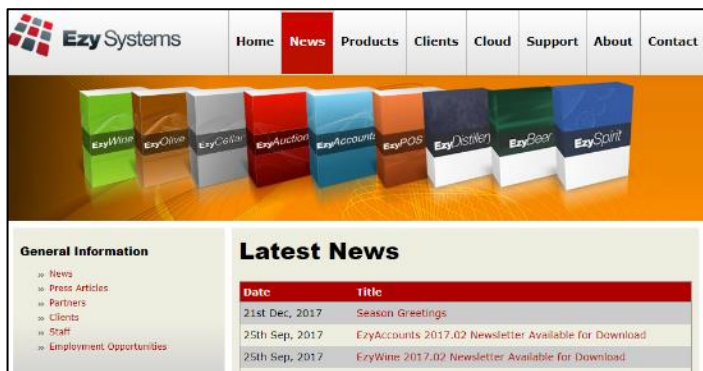 Ezy Systems
Home News Products Clients Cloud Support About Contact
EzyWine EzyOlive EzyCellar EzyAuction EzyAccounts EzyPOS EzyDistillery EzyBeer EzySpirit
General Information
» News
» Press Articles
» Partners
» Clients
» Staff
» Employment Opportunities
Latest News
Date Title
21st Dec, 2017 Season Greetings
25th Sep, 2017 EzyAccounts 2017.02 Newsletter Available for Download
25th Sep, 2017 EzyWine 2017.02 Newsletter Available for Download